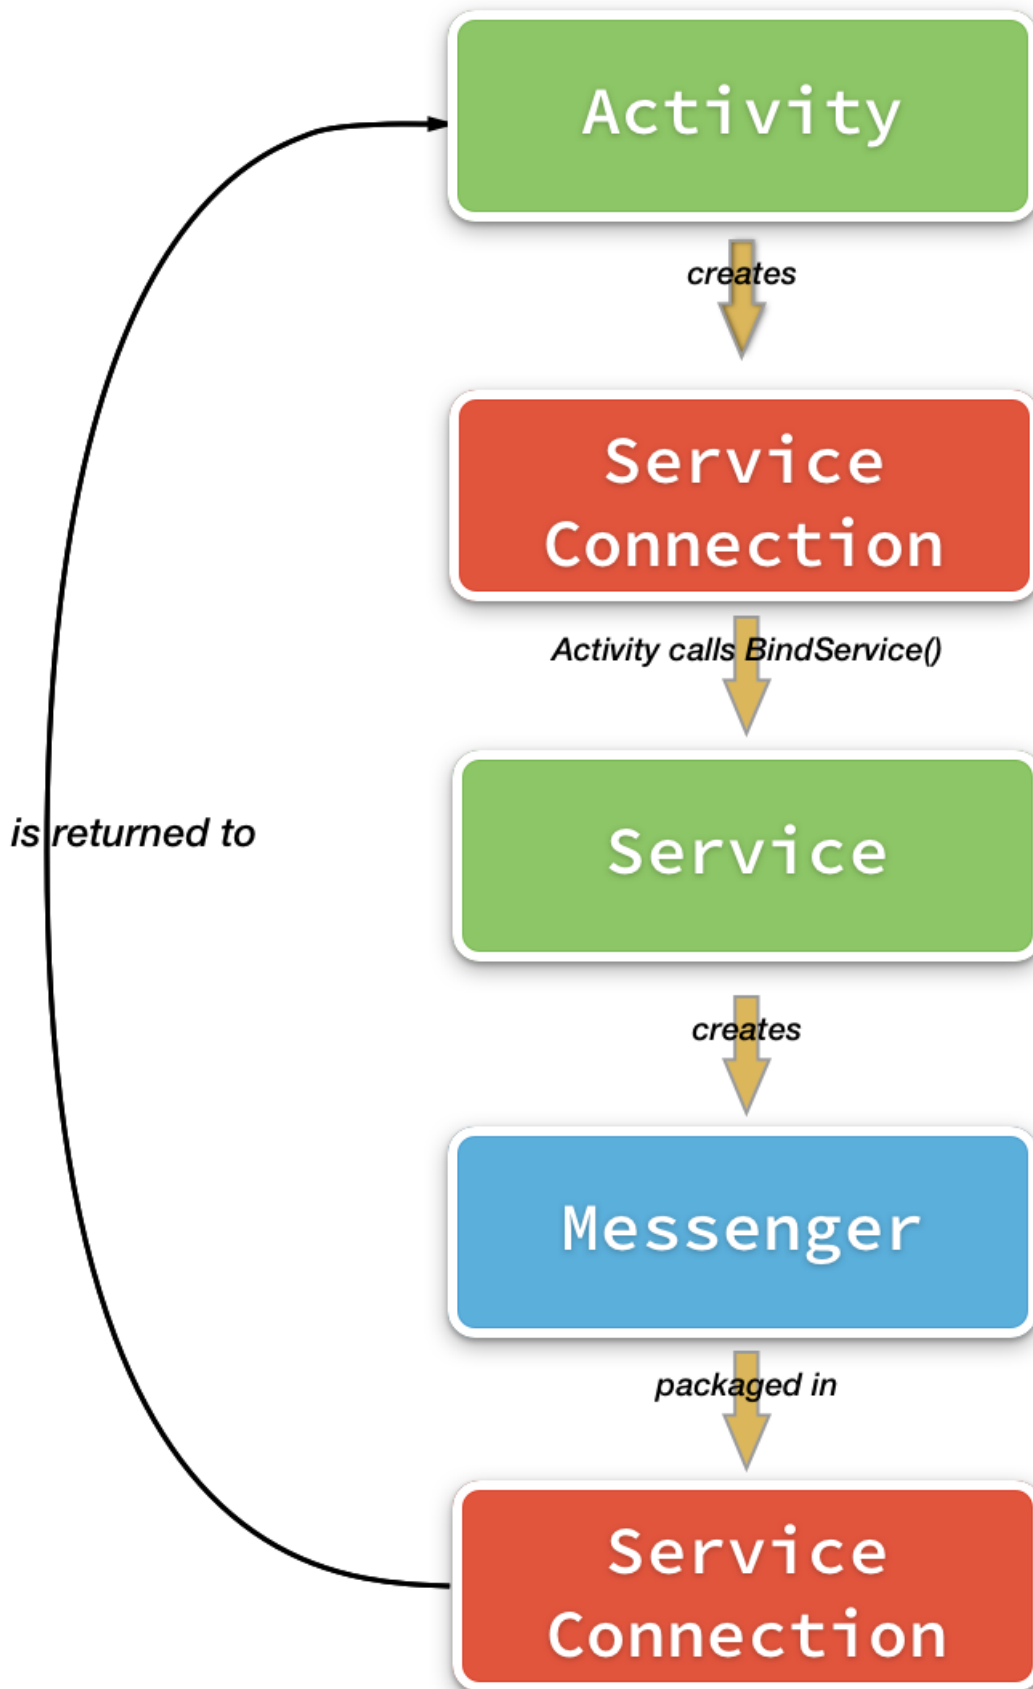 Activity
creates
Service
Connection
Activity calls BindService()
Service
is returned to
creates
Messenger
packaged in
Service
Connection